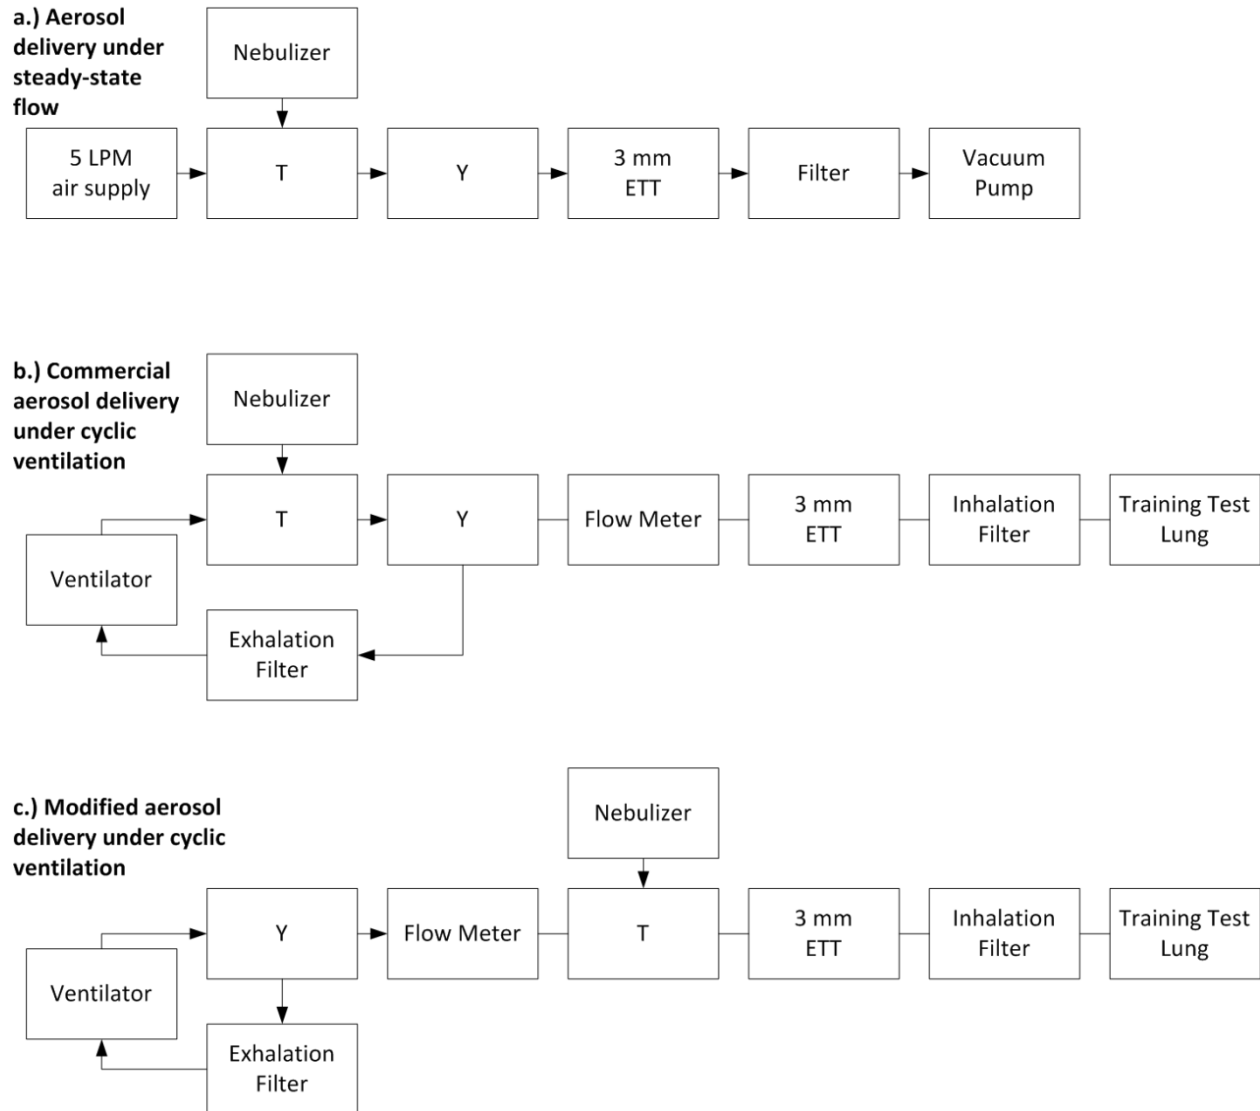 a.) Aerosol
delivery under
steady-state
flow
Nebulizer
5 LPM
air supply
T
Y
3 mm
ETT
Filter
Vacuum
Pump
b.) Commercial
aerosol delivery
under cyclic
ventilation
Nebulizer
T
Y
Flow Meter
3 mm
ETT
Inhalation
Filter
Training Test
Lung
Ventilator
Exhalation
Filter
c.) Modified aerosol
delivery under cyclic
ventilation
Nebulizer
Y
Flow Meter
T
3 mm
ETT
Inhalation
Filter
Training Test
Lung
Ventilator
Exhalation
Filter